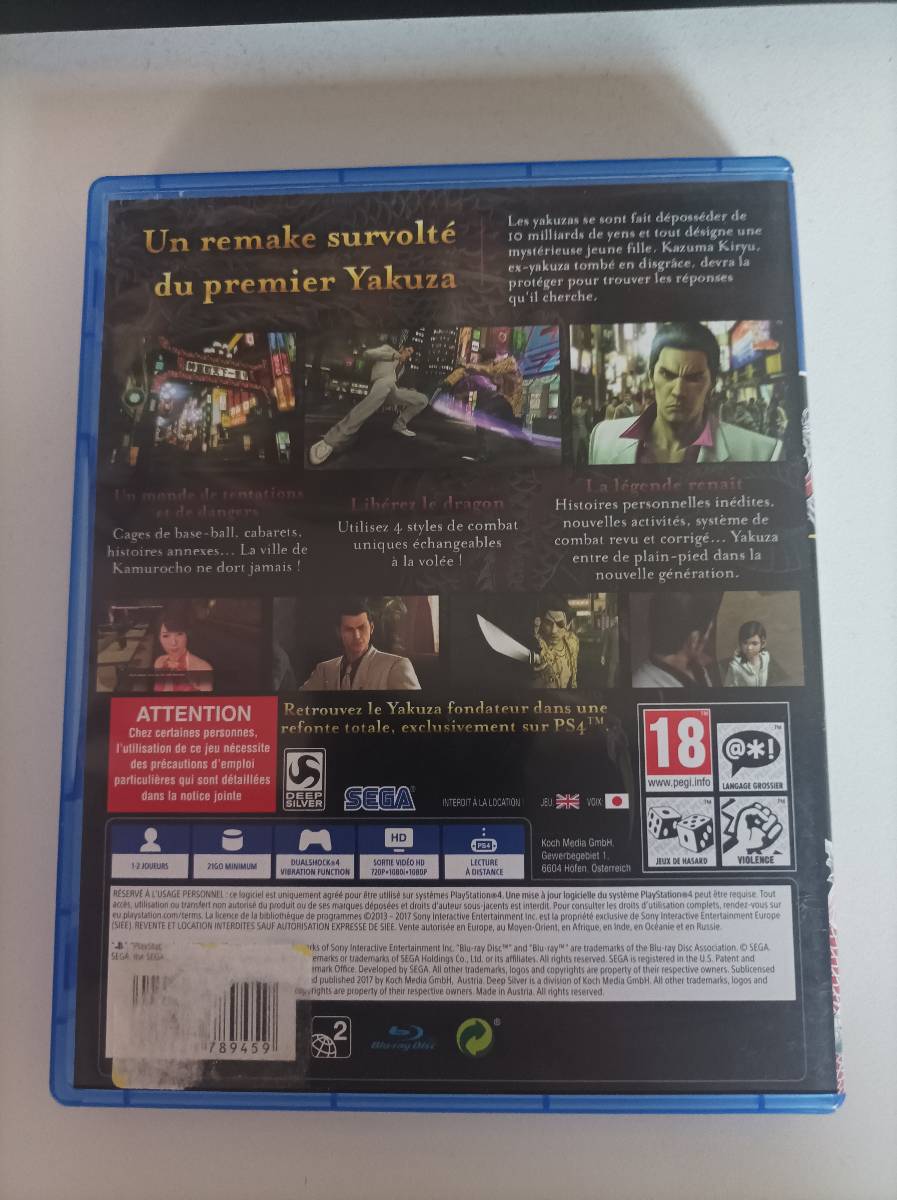 Un remake survolté
du premier Yakuza
Les yakuzas se sont fait déposséder de
10 milliards de yens et tout désigne une
mystérieuse jeune fille. Kazuma Kiryu,
ex-yakuza tombé en disgrâce, devra la
protéger pour trouver les réponses
qu'il cherche.
Un monde de tentations
et de dangers
Cages de base-ball, cabarets,
histoires annexes... La ville de
Kamurocho ne dort jamais !
Libérez le dragon
Utilisez 4 styles de combat
uniques échangeables
à la volée !
La légende renaît
Histoires personnelles inédites,
nouvelles activités, système de
combat revu et corrigé... Yakuza
entre de plain-pied dans la
nouvelle génération.
ATTENTION
Chez certaines personnes,
l'utilisation de ce jeu nécessite
des précautions d'emploi
particulières qui sont détaillées
dans la notice jointe
Retrouvez le Yakuza fondateur dans une
refonte totale, exclusivement sur PS4™.
DEEP
SILVER
SEGA
INTERDIT À LA LOCATION
JEU
VOIX
18
www.pegi.info
@*!
LANGAGE GROSSIER
JEUX DE HASARD
VIOLENCE
1-2 JOUEURS
21GO MINIMUM
DUALSHOCK®4
VIBRATION FUNCTION
HD
SORTIE VIDÉO HD
720P•1080i•1080P
PS4
LECTURE
À DISTANCE
Koch Media GmbH,
Gewerbegebiet 1,
6604 Höfen, Österreich
RÉSERVÉ À L'USAGE PERSONNEL : ce logiciel est uniquement agréé pour être utilisé sur systèmes PlayStation®4. Une mise à jour logicielle du système PlayStation®4 peut être requise. Tout
accès, utilisation ou transfert non autorisé du produit ou de ses marques déposées et droits d'auteur sous-jacents est interdit. Pour consulter les droits d'utilisation complets, rendez-vous sur
eu.playstation.com/terms. La licence de la bibliothèque de programmes ©2013 - 2017 Sony Interactive Entertainment Inc. est la propriété exclusive de Sony Interactive Entertainment Europe
(SIEE). REVENTE ET LOCATION INTERDITES SAUF AUTORISATION EXPRESSE DE SIEE. Vente autorisée en Europe, au Moyen-Orient, en Afrique, en Inde, en Océanie et en Russie.
of Sony Interactive Entertainment Inc. "Blu-ray Disc™" and "Blu-ray™" are trademarks of the Blu-ray Disc Association. © SEGA.
SEGA, the SEGA or trademarks of SEGA Holdings Co., Ltd. or its affiliates. All rights reserved. SEGA is registered in the U.S. Patent and
Office. Developed by SEGA. All other trademarks, logos and copyrights are property of their respective owners. Sublicensed
published 2017 by Koch Media GmbH, Austria. Deep Silver is a division of Koch Media GmbH. All other trademarks, logos and
are property of their respective owners. Made in Austria. All rights reserved.
789459
2
Blu-ray Disc